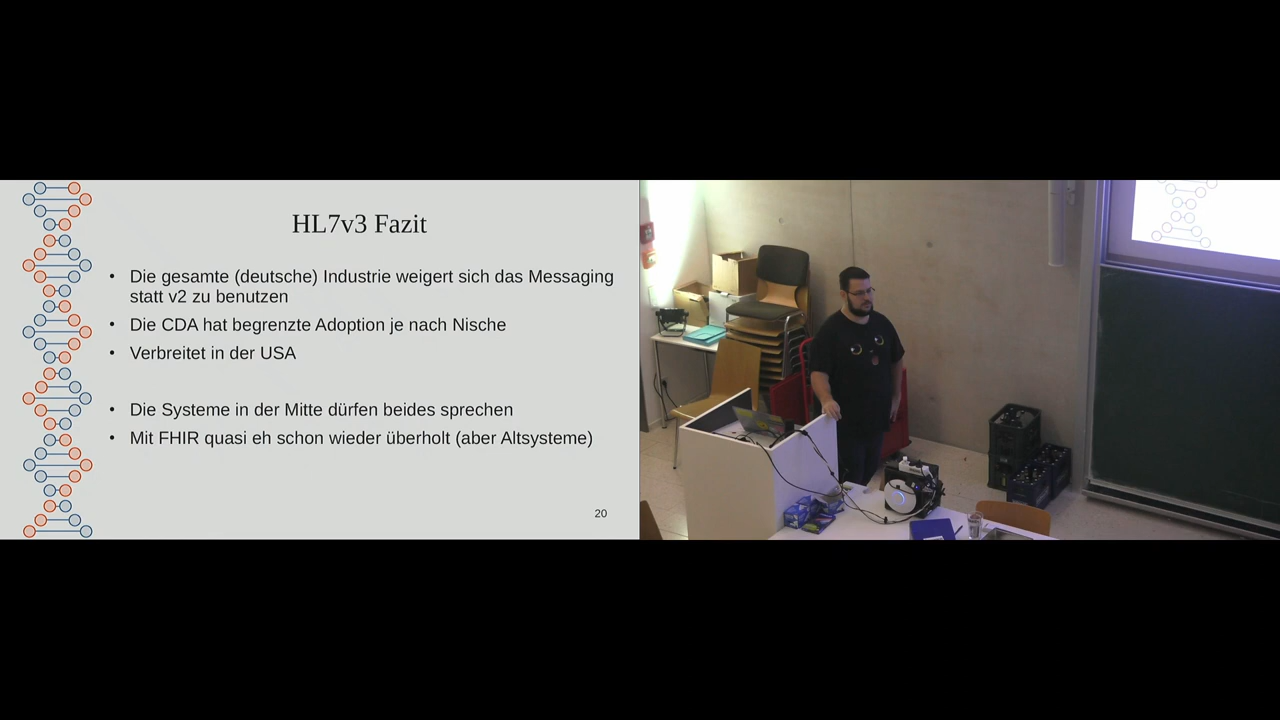 HL7v3 Fazit
• Die gesamte (deutsche) Industrie weigert sich das Messaging
statt v2 zu benutzen
• Die CDA hat begrenzte Adoption je nach Nische
• Verbreitet in der USA
• Die Systeme in der Mitte dürfen beides sprechen
• Mit FHIR quasi eh schon wieder überholt (aber Altsysteme)
20